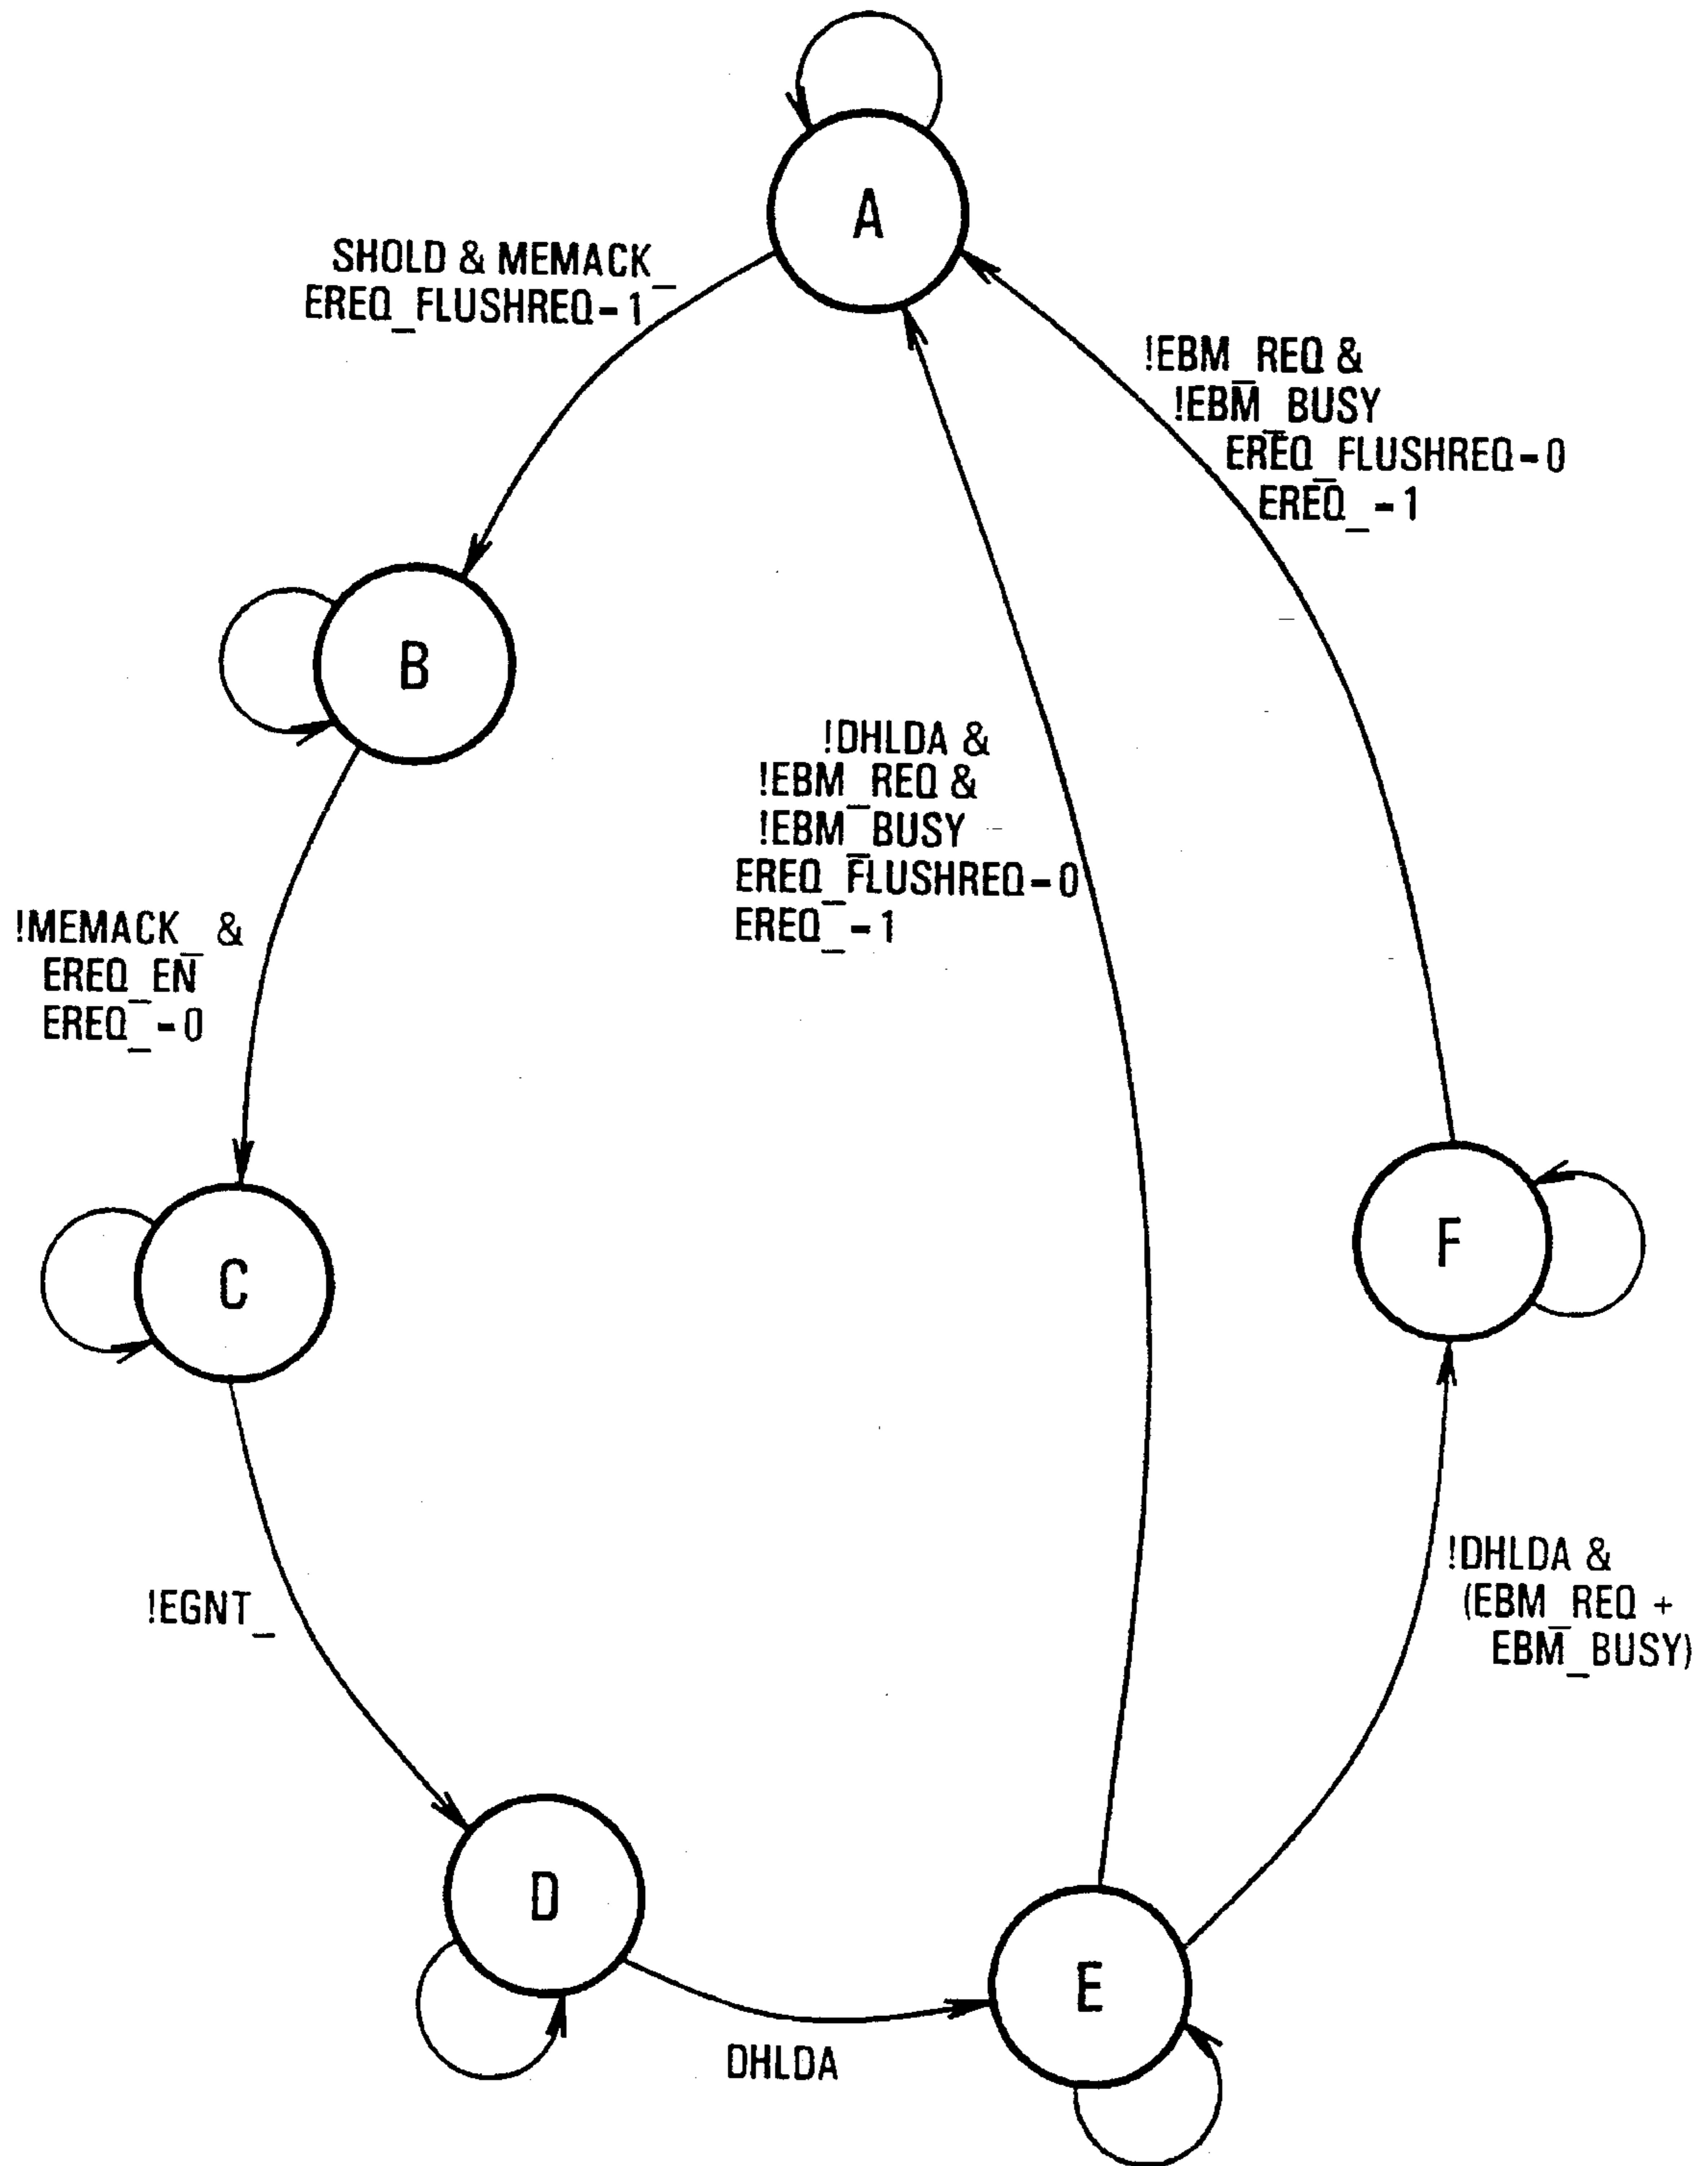 A
SHOLD & MEMACK_
EREQ_FLUSHREQ=1
!EBM_REQ &
!EBM_BUSY
EREQ_FLUSHREQ=0
EREQ_=1
B
!DHLDA &
!EBM_REQ &
!EBM_BUSY
EREQ_FLUSHREQ=0
EREQ_=1
!MEMACK_ &
EREQ_EN
EREQ_=0
C
F
!EGNT_
!DHLDA &
(EBM_REQ +
EBM_BUSY)
D
E
DHLDA